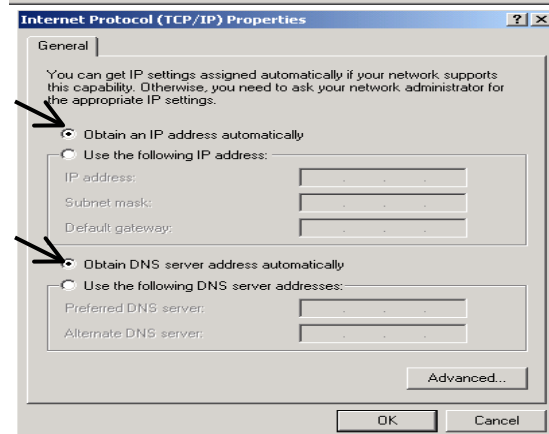 Internet Protocol (TCP/IP) Properties
General
You can get IP settings assigned automatically if your network supports
this capability. Otherwise, you need to ask your network administrator for
the appropriate IP settings.
Obtain an IP address automatically
Use the following IP address:
IP address:
Subnet mask:
Default gateway:
Obtain DNS server address automatically
Use the following DNS server addresses:
Preferred DNS server:
Alternate DNS server:
Advanced...
OK Cancel